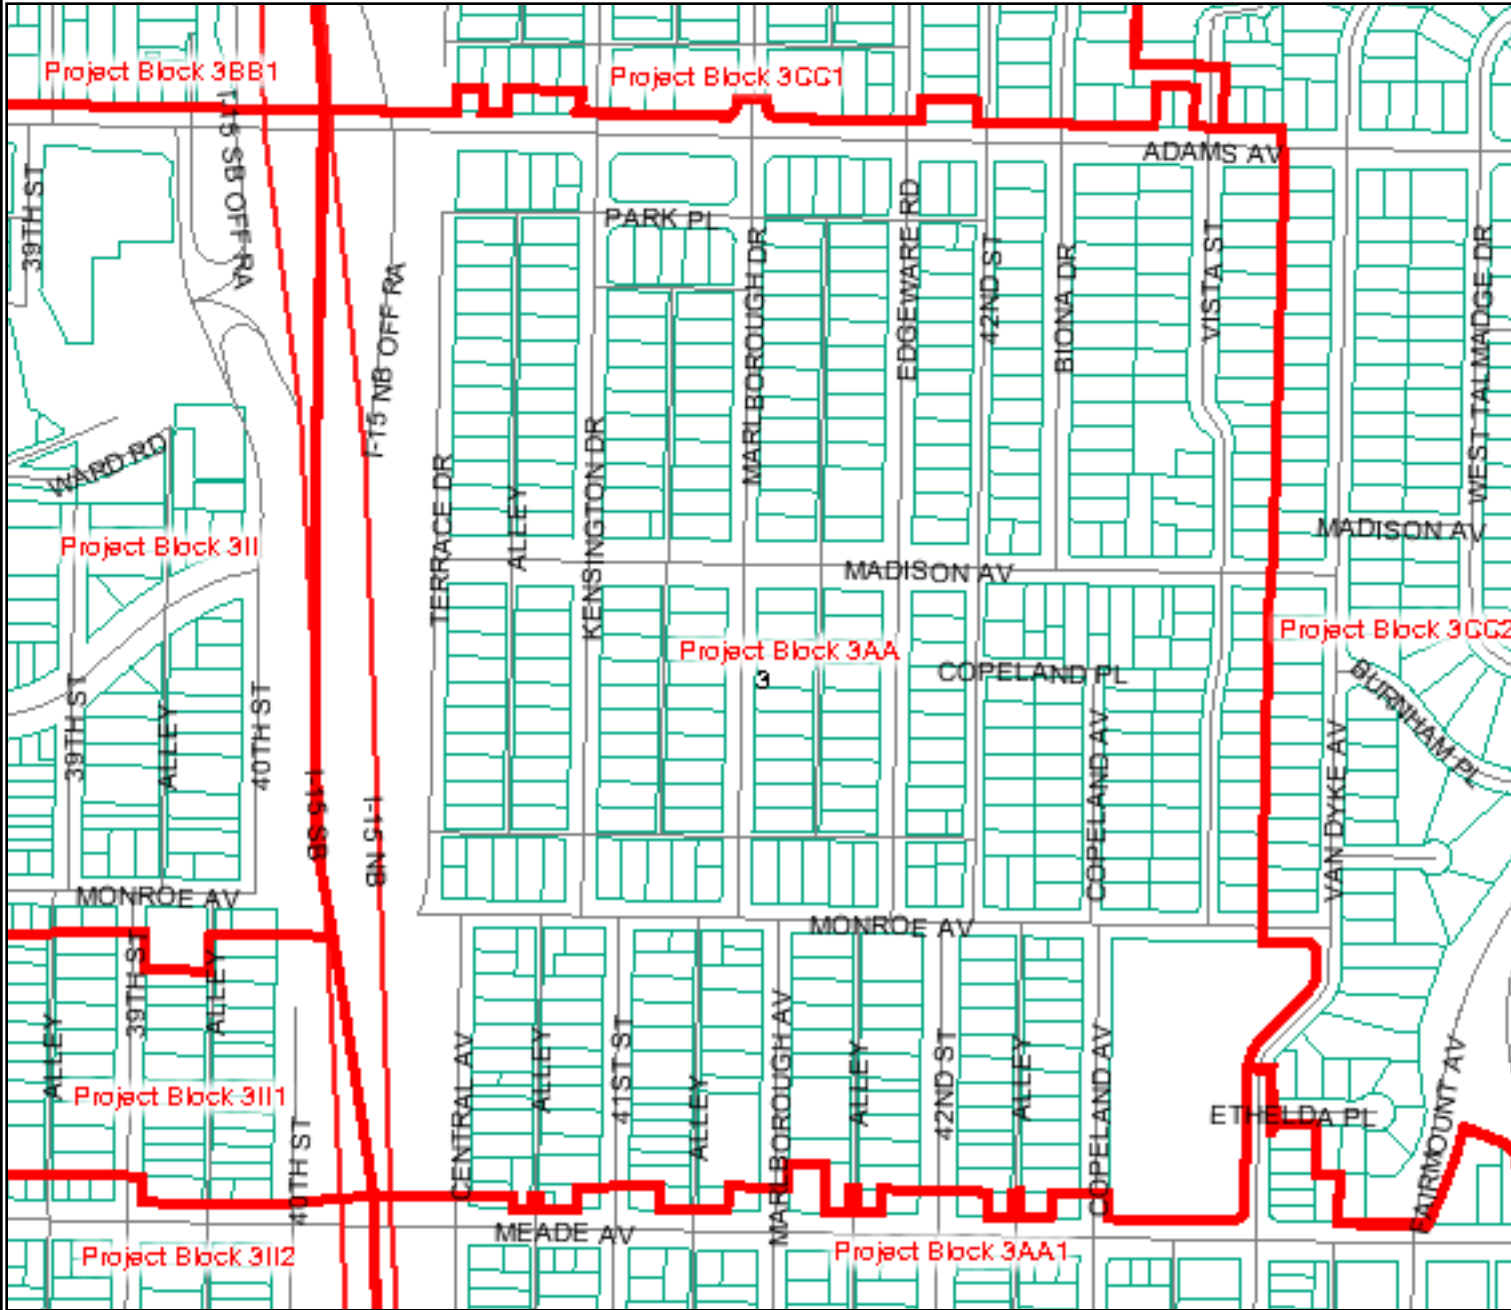 Project Block 3BB1
Project Block 3CC1
I-15 SB OFF RA
ADAMS AV
39TH ST
PARK PL
EDGEWARE RD
MARLBOROUGH DR
42ND ST
BIONA DR
VISTA ST
WEST TALMADGE DR
I-15 NB OFF RA
WARD RD
TERRACE DR
ALLEY
KENSINGTON DR
MADISON AV
Project Block 3II
MADISON AV
Project Block 3AA
3
Project Block 3CC2
COPELAND PL
BURNHAM PL
39TH ST
ALLEY
40TH ST
COPELAND AV
VAN DYKE AV
I-15 SB
I-15 NB
MONROE AV
MONROE AV
39TH ST
ALLEY
ALLEY
CENTRAL AV
ALLEY
41ST ST
ALLEY
MARLBOROUGH AV
ALLEY
42ND ST
ALLEY
COPELAND AV
Project Block 3II1
ETHELDA PL
FAIRMOUNT AV
40TH ST
MEADE AV
Project Block 3II2
Project Block 3AA1